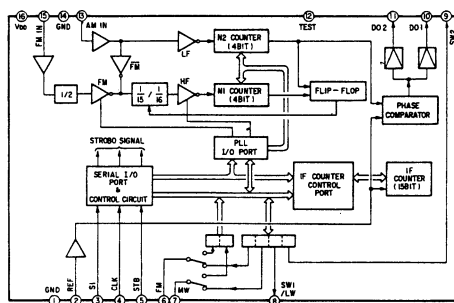 16 15 14 13 12 11 10 9
VDD FM IN GND AM IN TEST DO 2 DO 1 SW2
LF
N2 COUNTER
(4BIT)
FM
FM
1/2
1/15 / 1/16
HF
N1 COUNTER
(4BIT)
FLIP-FLOP
PHASE
COMPARATOR
STROBO SIGNAL
PLL
I/O PORT
SERIAL I/O
PORT
&
CONTROL CIRCUIT
IF COUNTER
CONTROL
PORT
IF
COUNTER
(15BIT)
GND REF SI CLK STB FM MW SW1
/LW
1 2 3 4 5 6 7 8